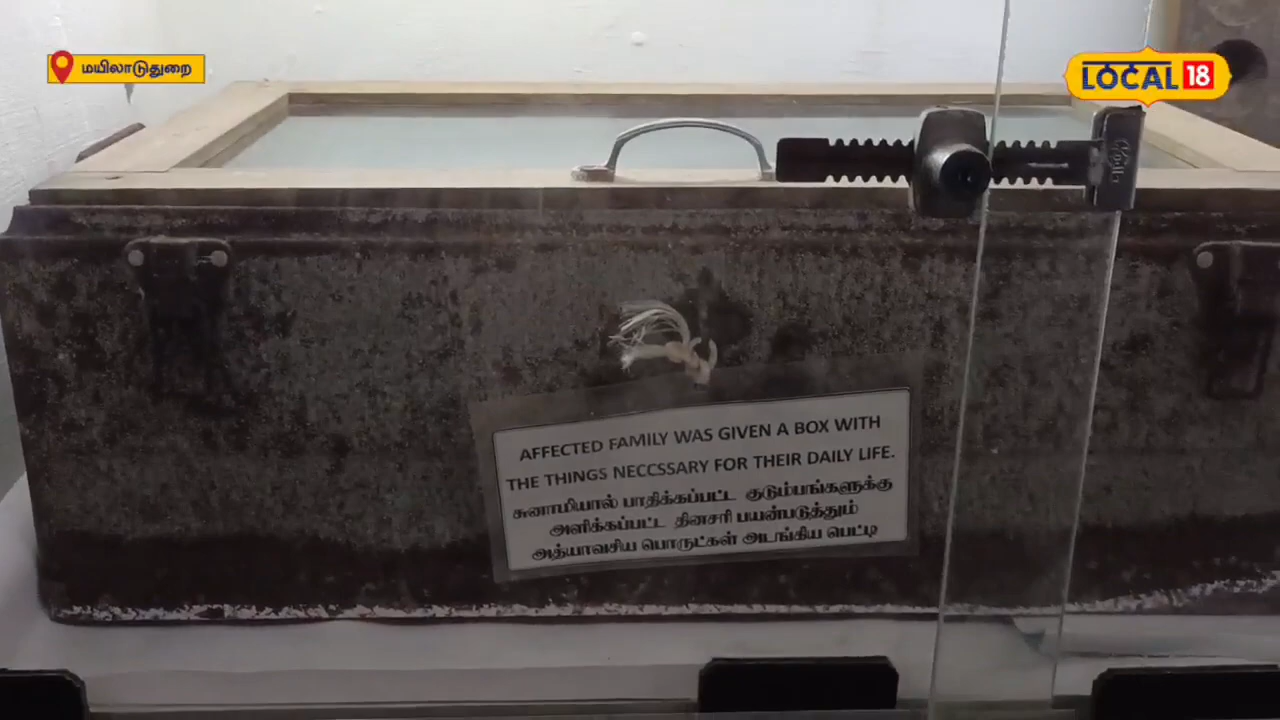 மயிலாடுதுறை
LOCAL 18
AFFECTED FAMILY WAS GIVEN A BOX WITH
THE THINGS NECCSSARY FOR THEIR DAILY LIFE.
சுனாமியால் பாதிக்கப்பட்ட குடும்பங்களுக்கு
அளிக்கப்பட்ட தினசரி பயன்படுத்தும்
அத்யாவசிய பொருட்கள் அடங்கிய பெட்டி